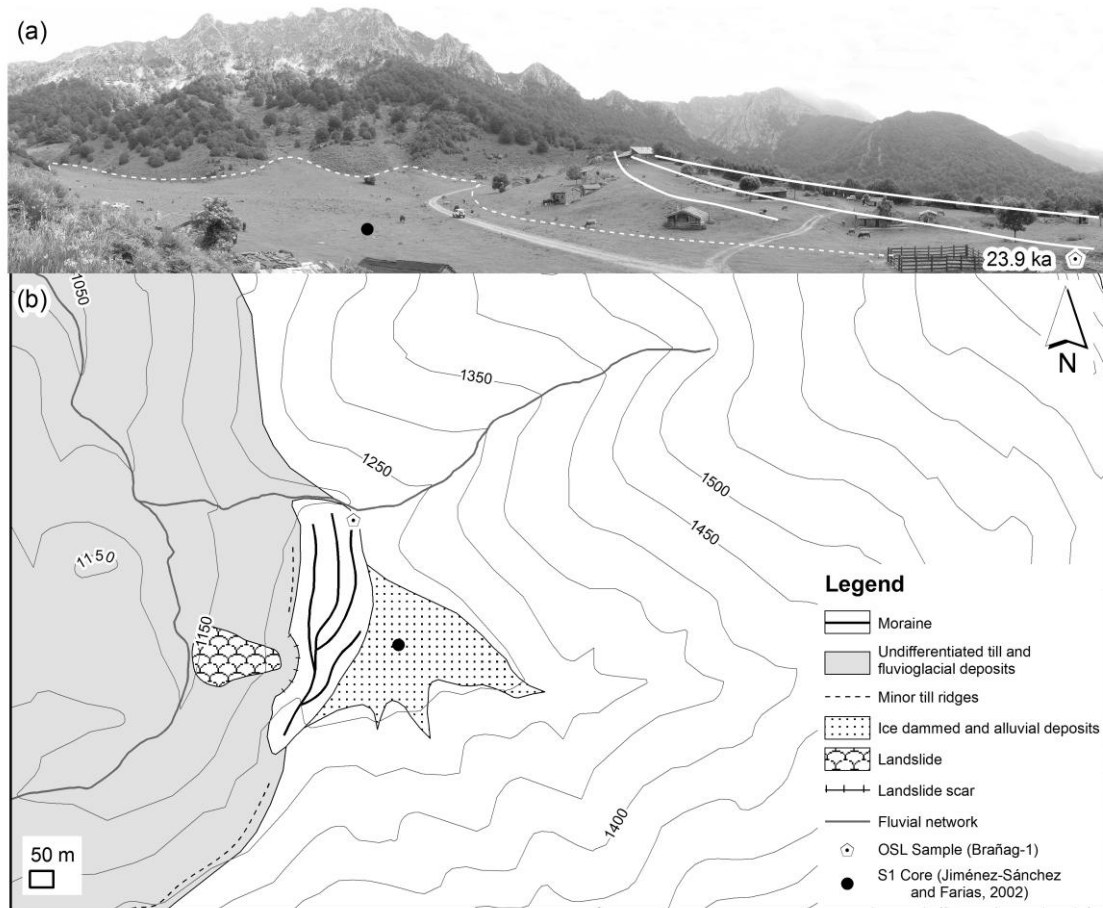 (a)
23.9 ka
(b)
1050
N
1350
1250
1500
1450
1150
1150
1400
50 m
Legend
Moraine
Undifferentiated till and
fluvioglacial deposits
Minor till ridges
Ice dammed and alluvial deposits
Landslide
Landslide scar
Fluvial network
OSL Sample (Brañag-1)
S1 Core (Jiménez-Sánchez
and Farias, 2002)